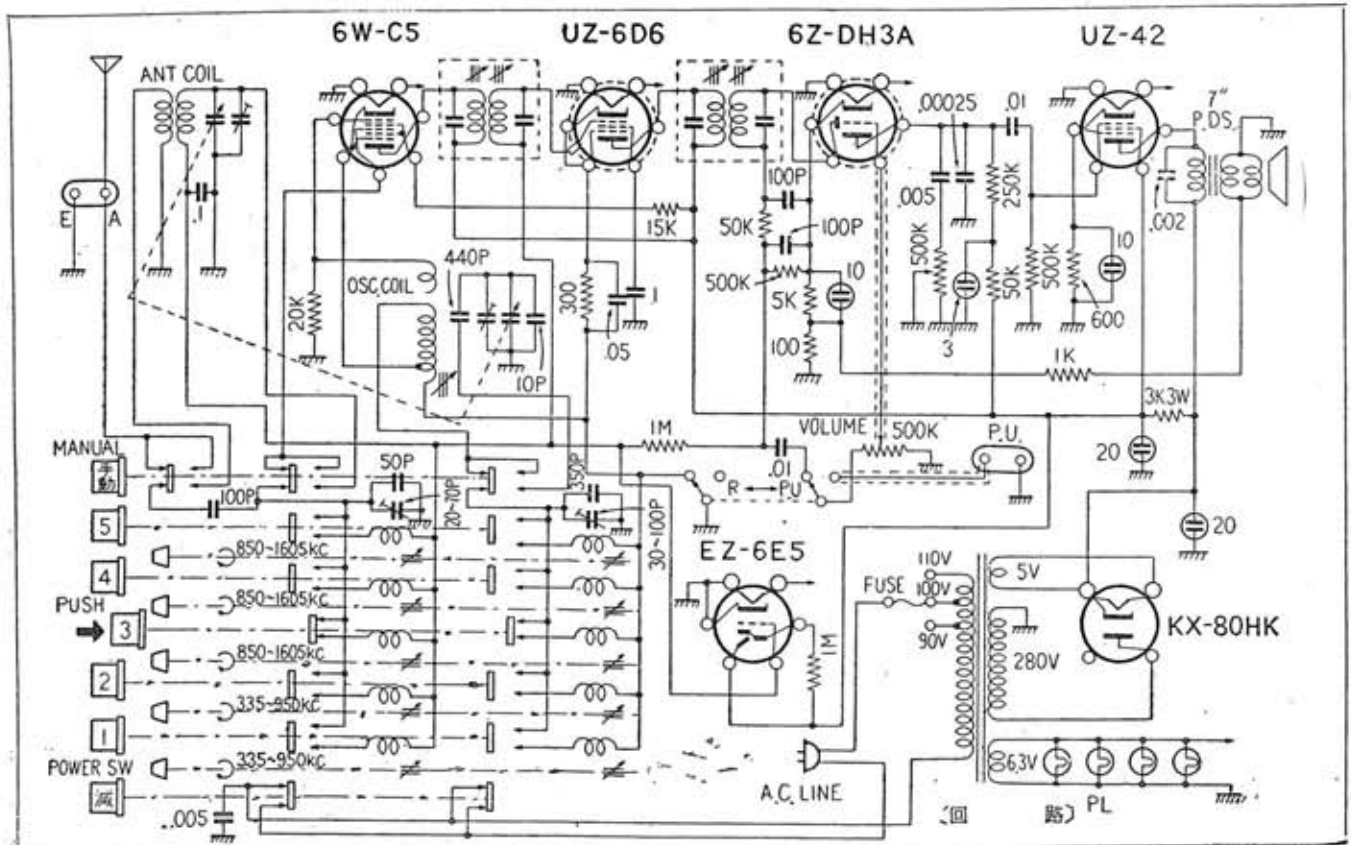 6W-C5
UZ-6D6
6Z-DH3A
UZ-42
ANT COIL
E
A
.1
20K
OSC.COIL
440P
10P
15K
300
.05
.1
100P
50K
100P
500K
5K
10
100
.00025
.005
500K
3
250K
50K
.01
500K
10
600
7"
P.DS.
.002
1K
3K3W
20
20
MANUAL
手動
100P
50P
20~70P
350P
30~100P
1M
.01
VOLUME
500K
P.U.
R
PU
5
850~1605KC
4
850~1605KC
PUSH
3
850~1605KC
2
335~950KC
1
335~950KC
POWER SW
滅
.005
EZ-6E5
1M
A.C. LINE
FUSE
110V
100V
90V
5V
280V
6.3V
KX-80HK
PL
(回 路)